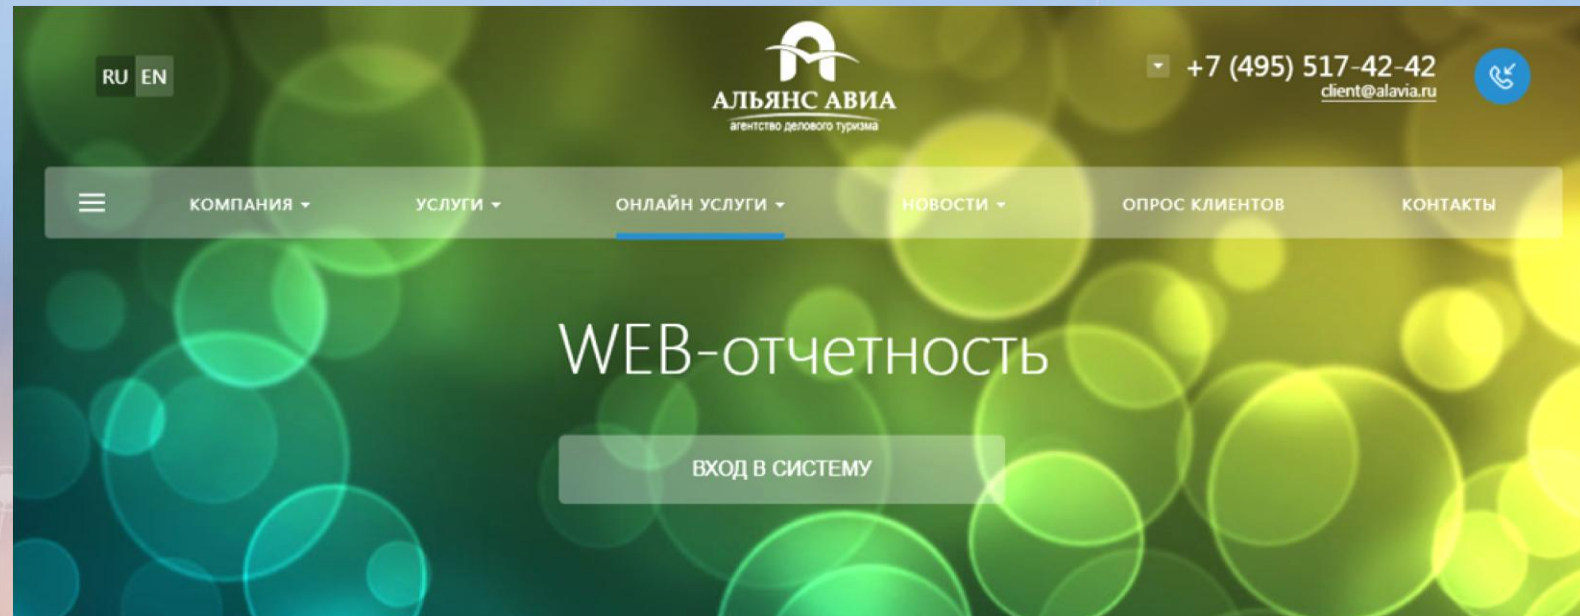 RU EN
АЛЬЯНС АВИА
агентство делового туризма
+7 (495) 517-42-42
client@alavia.ru
КОМПАНИЯ
УСЛУГИ
ОНЛАЙН УСЛУГИ
НОВОСТИ
ОПРОС КЛИЕНТОВ
КОНТАКТЫ
WEB-отчетность
ВХОД В СИСТЕМУ